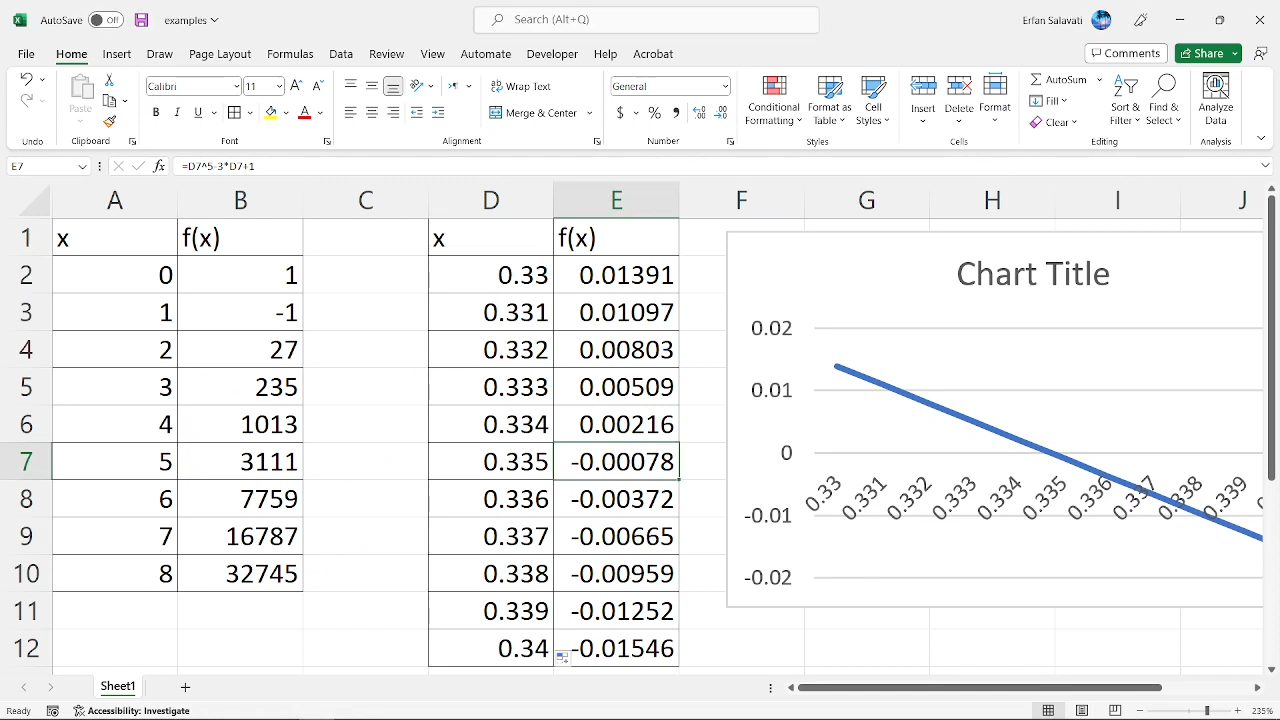 AutoSave Off examples Search (Alt+Q) Erfan Salavati
File Home Insert Draw Page Layout Formulas Data Review View Automate Developer Help Acrobat Comments Share
Paste Calibri 11 A A Wrap Text General Conditional Formatting Format as Table Cell Styles Insert Delete Format AutoSum Fill Clear Sort & Filter Find & Select Analyze Data
B I U A Merge & Center $ % 9
Undo Clipboard Font Alignment Number Styles Cells Editing Analysis
E7 fx =D7^5-3*D7+1
A B C D E F G H I J
1 x f(x) x f(x)
2 0 1 0.33 0.01391
3 1 -1 0.331 0.01097
4 2 27 0.332 0.00803
5 3 235 0.333 0.00509
6 4 1013 0.334 0.00216
7 5 3111 0.335 -0.00078
8 6 7759 0.336 -0.00372
9 7 16787 0.337 -0.00665
10 8 32745 0.338 -0.00959
11 0.339 -0.01252
12 0.34 -0.01546
Chart Title
0.02
0.01
0
-0.01
-0.02
0.33 0.331 0.332 0.333 0.334 0.335 0.336 0.337 0.338 0.339
Sheet1
Ready Accessibility: Investigate 235%